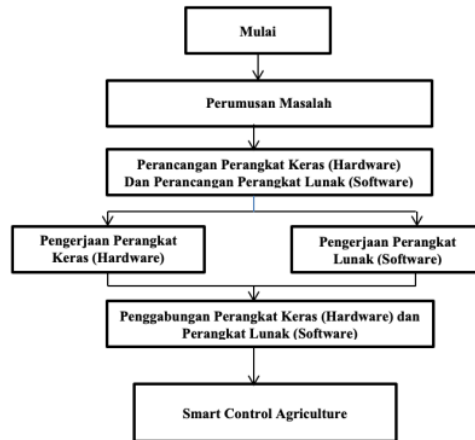 Mulai
Perumusan Masalah
Perancangan Perangkat Keras (Hardware)
Dan Perancangan Perangkat Lunak (Software)
Pengerjaan Perangkat
Keras (Hardware)
Pengerjaan Perangkat
Lunak (Software)
Penggabungan Perangkat Keras (Hardware) dan
Perangkat Lunak (Software)
Smart Control Agriculture